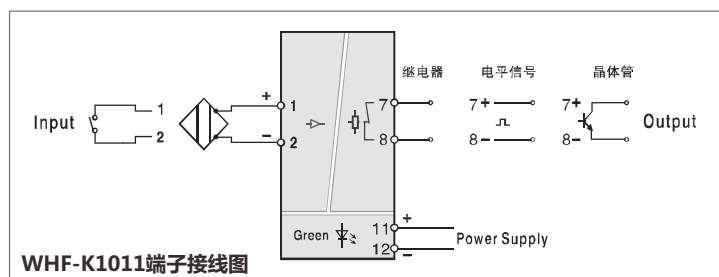 继电器 电平信号 晶体管
Input 1 + 1 7 7+ 7+ Output
2 − 2 8 8− 8−
Green 11 +
12 − Power Supply
WHF-K1011端子接线图